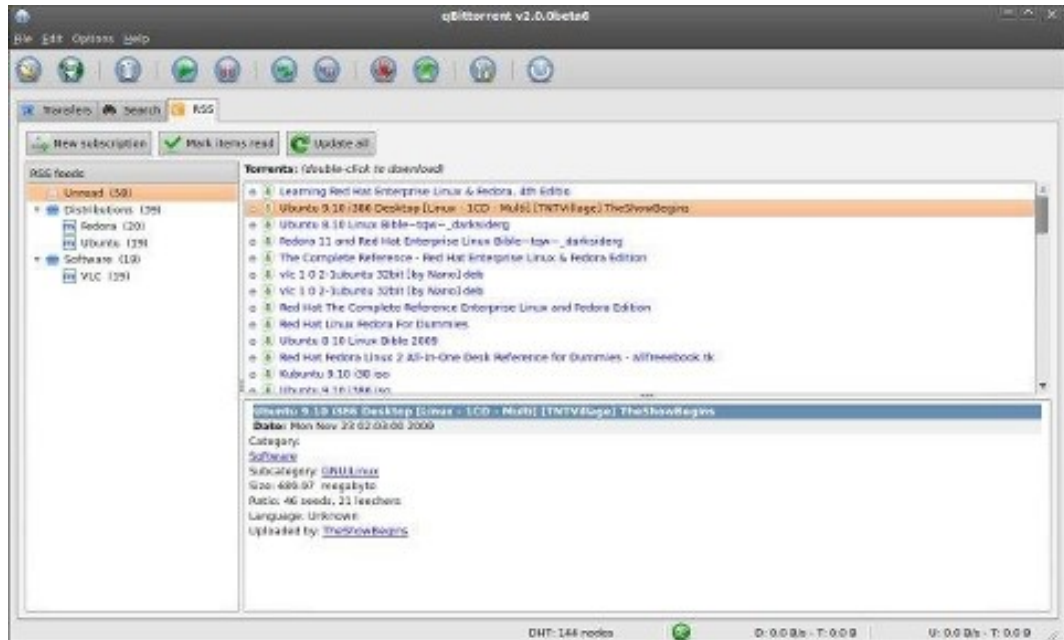 qBittorrent v2.0.0beta6
File Edit Options Help
Transfers Search RSS
New subscription Mark items read Update all
RSS feeds
Unread (58)
Distributions (39)
Fedora (20)
Ubuntu (19)
Software (19)
VLC (19)
Torrents: (double-click to download)
Learning Red Hat Enterprise Linux & Fedora, 4th Editio
Ubuntu 9.10 i386 Desktop [Linux - 1CD - Multi] [TNTVillage] TheShowBegins
Ubuntu 8.10 Linux Bible~tqw~_darksiderg
Fedora 11 and Red Hat Enterprise Linux Bible~tqw~_darksiderg
The Complete Reference - Red Hat Enterprise Linux & Fedora Edition
vlc 1 0 2-1ubuntu 32bit [by Nano] deb
vlc 1 0 2-1ubuntu 32bit [by Nano] deb
Red Hat The Complete Reference Enterprise Linux and Fedora Edition
Red Hat Linux Fedora For Dummies
Ubuntu 8 10 Linux Bible 2009
Red Hat Fedora Linux 2 All-in-One Desk Reference for Dummies - allfreeebook.tk
Kubuntu 9.10 i38 iso
Ubuntu 9.10 i386 iso
Ubuntu 9.10 i386 Desktop [Linux - 1CD - Multi] [TNTVillage] TheShowBegins
Date: Mon Nov 23 02:03:00 2009
Category:
Software
Subcategory: GNU/Linux
Size: 689.97 megabyte
Ratio: 46 seeds, 21 leechers
Language: Unknown
Uploaded by: TheShowBegins
DHT: 144 nodes D: 0.0 B/s - T: 0.0 B U: 0.0 B/s - T: 0.0 B